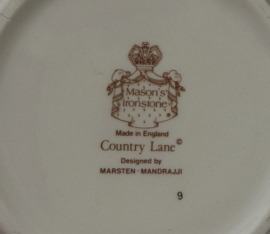 Mason's
Ironstone
Made in England
Country Lane©
Designed by
MARSTEN · MANDRAJJI
9